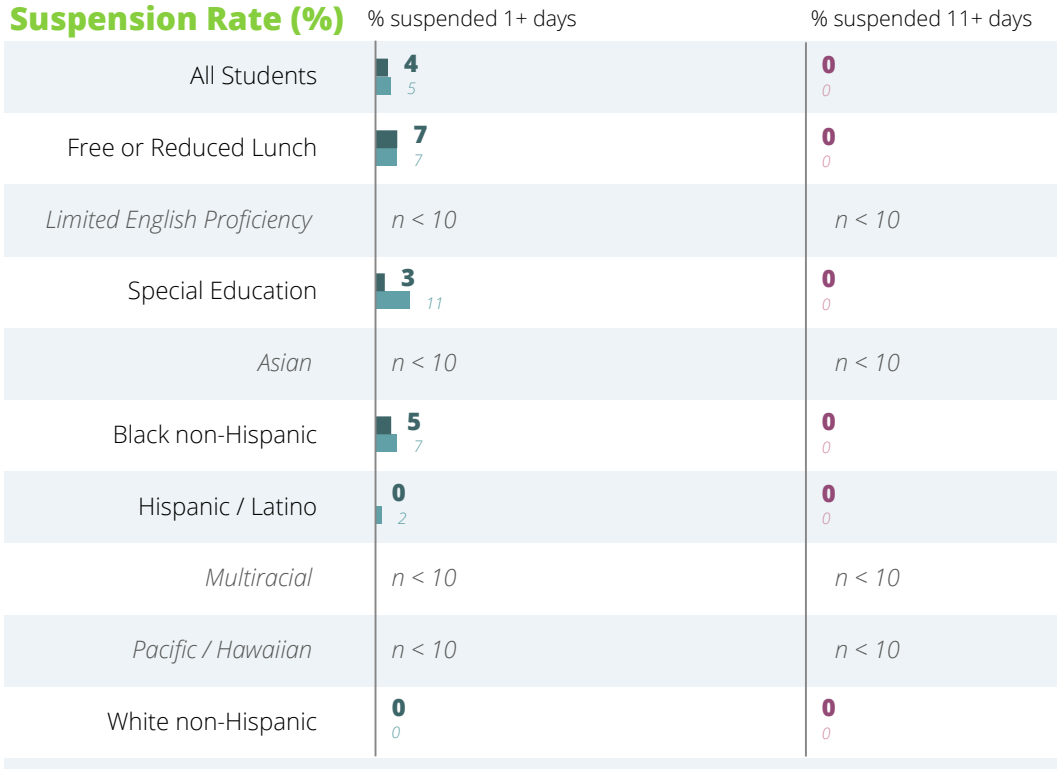 Suspension Rate (%) % suspended 1+ days % suspended 11+ days
All Students 4 0
5 0
Free or Reduced Lunch 7 0
7 0
Limited English Proficiency n < 10 n < 10
Special Education 3 0
11 0
Asian n < 10 n < 10
Black non-Hispanic 5 0
7 0
Hispanic / Latino 0 0
2 0
Multiracial n < 10 n < 10
Pacific / Hawaiian n < 10 n < 10
White non-Hispanic 0 0
0 0